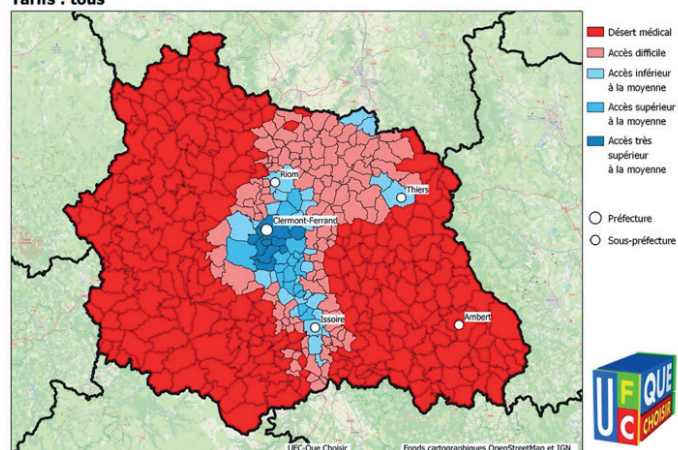 Tarifs : tous
Désert médical
Accès difficile
Accès inférieur
à la moyenne
Accès supérieur
à la moyenne
Accès très
supérieur
à la moyenne
Préfecture
Sous-préfecture
Riom
Thiers
Clermont-Ferrand
Issoire
Ambert
UFC-Que Choisir
Fonds cartographiques OpenStreetMap et IGN
UFC
QUE
CHOISIR